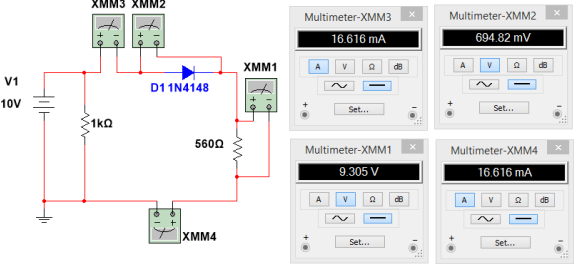 XMM3 XMM2
V1
10V
1kΩ
D1 1N4148
XMM1
560Ω
XMM4
Multimeter-XMM3
16.616 mA
A V Ω dB
+
Set...
-
Multimeter-XMM2
694.82 mV
A V Ω dB
+
Set...
-
Multimeter-XMM1
9.305 V
A V Ω dB
+
Set...
-
Multimeter-XMM4
16.616 mA
A V Ω dB
+
Set...
-